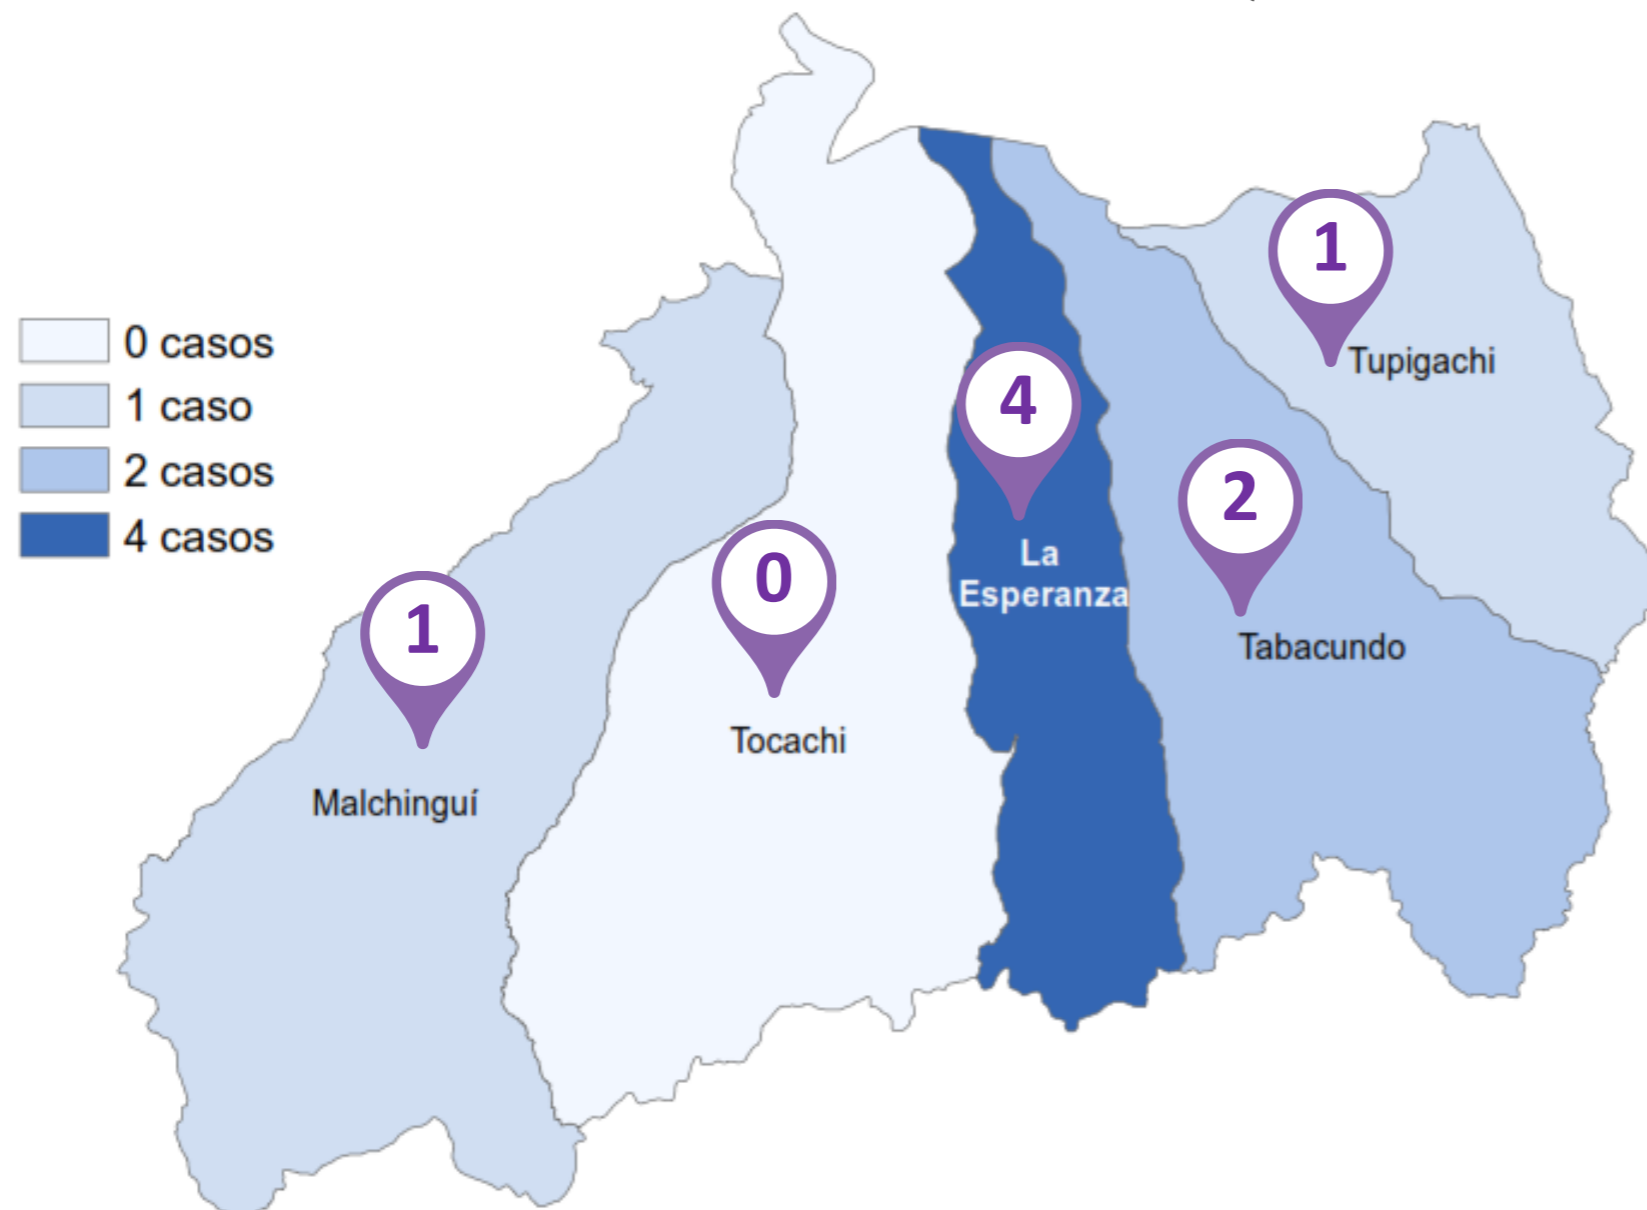 0 casos
1 caso
2 casos
4 casos
1
Tupigachi
4
La
Esperanza
2
Tabacundo
0
Tocachi
1
Malchinguí